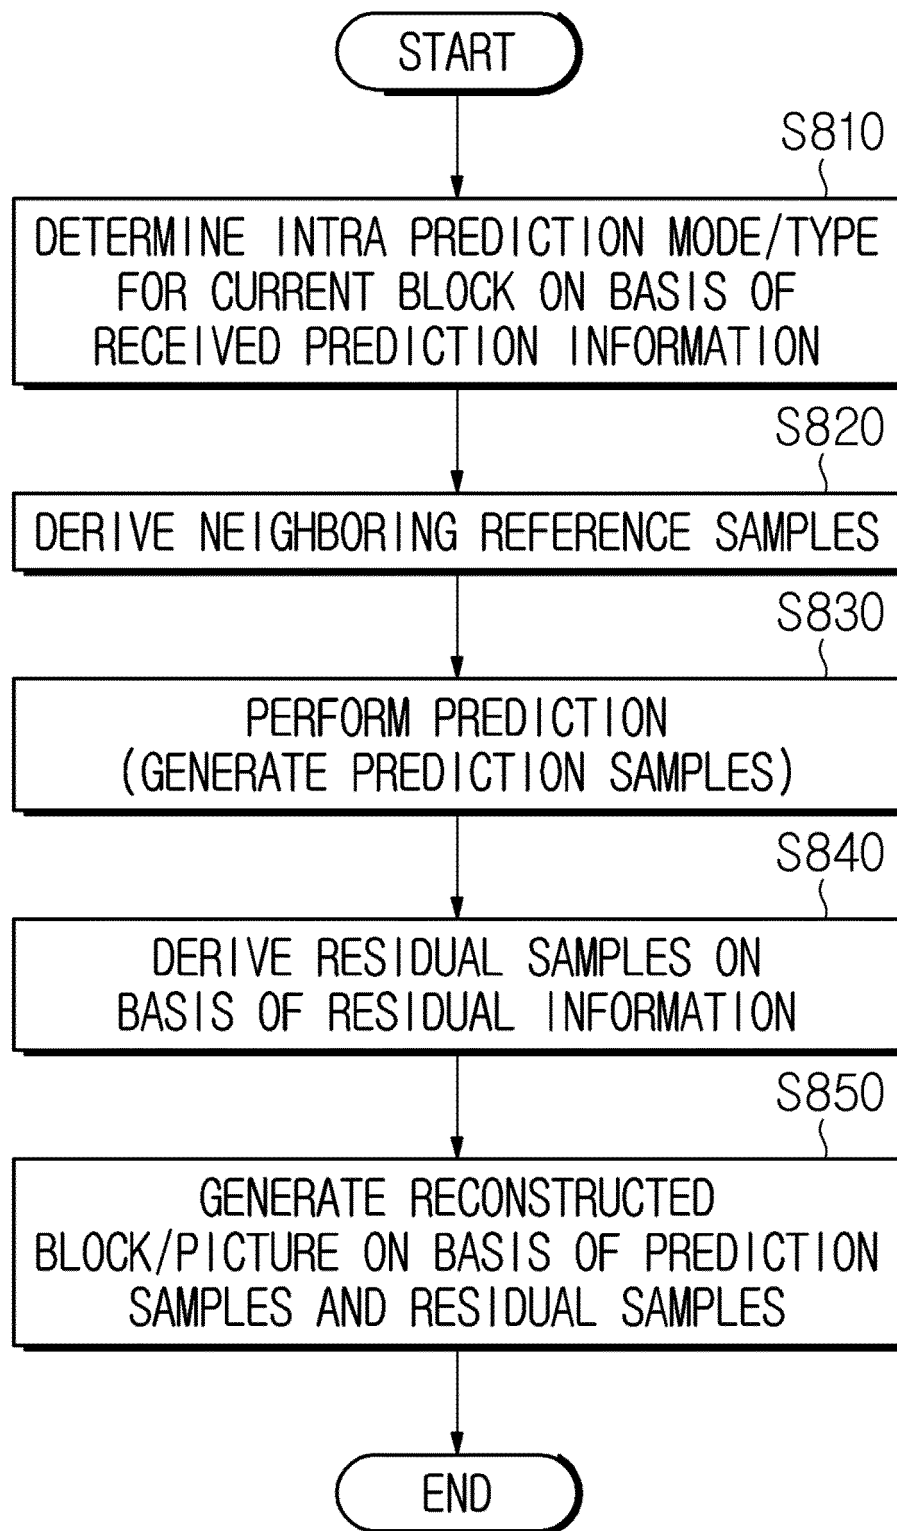 START
S810
DETERMINE INTRA PREDICTION MODE/TYPE
FOR CURRENT BLOCK ON BASIS OF
RECEIVED PREDICTION INFORMATION
S820
DERIVE NEIGHBORING REFERENCE SAMPLES
S830
PERFORM PREDICTION
(GENERATE PREDICTION SAMPLES)
S840
DERIVE RESIDUAL SAMPLES ON
BASIS OF RESIDUAL INFORMATION
S850
GENERATE RECONSTRUCTED
BLOCK/PICTURE ON BASIS OF PREDICTION
SAMPLES AND RESIDUAL SAMPLES
END